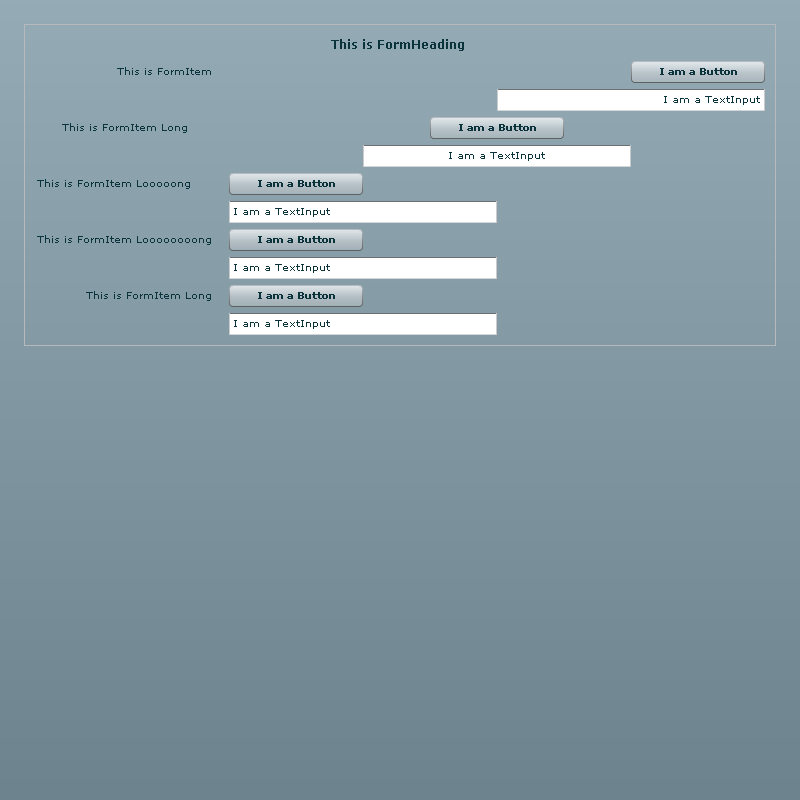 This is FormHeading
This is FormItem
I am a Button
I am a TextInput
This is FormItem Long
I am a Button
I am a TextInput
This is FormItem Looooong
I am a Button
I am a TextInput
This is FormItem Looooooooong
I am a Button
I am a TextInput
This is FormItem Long
I am a Button
I am a TextInput